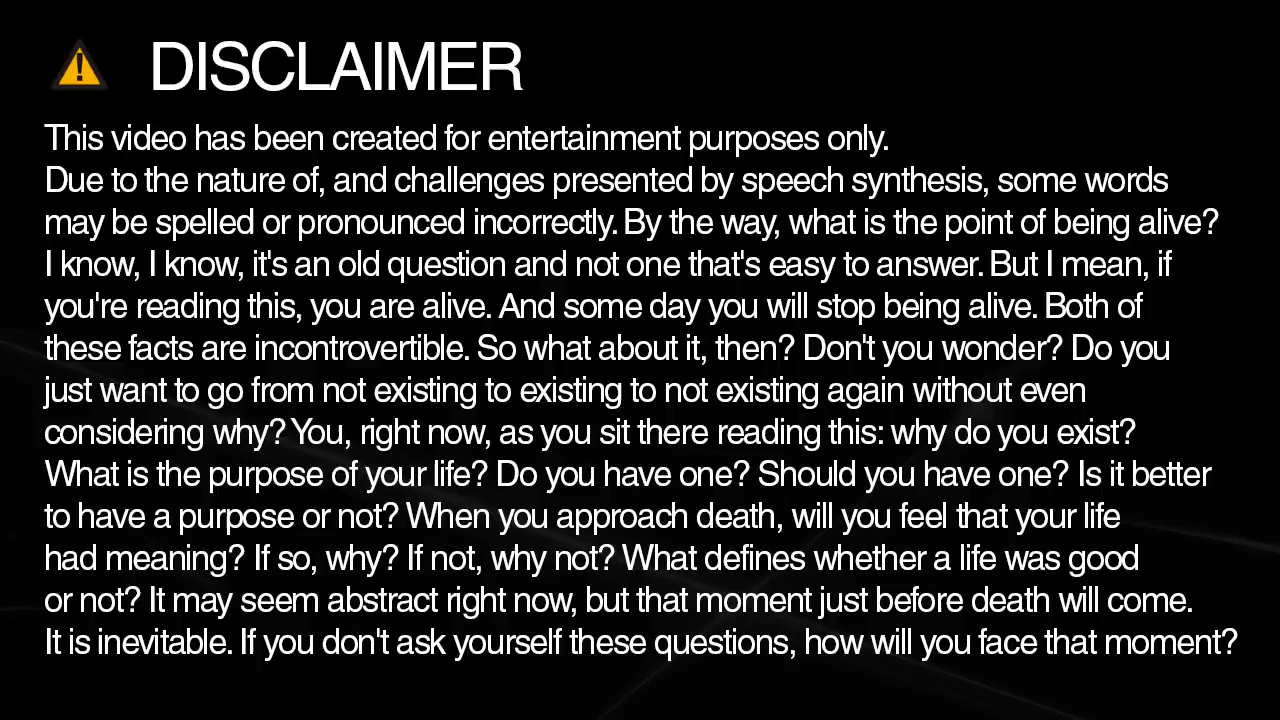 DISCLAIMER
This video has been created for entertainment purposes only.
Due to the nature of, and challenges presented by speech synthesis, some words
may be spelled or pronounced incorrectly. By the way, what is the point of being alive?
I know, I know, it's an old question and not one that's easy to answer. But I mean, if
you're reading this, you are alive. And some day you will stop being alive. Both of
these facts are incontrovertible. So what about it, then? Don't you wonder? Do you
just want to go from not existing to existing to not existing again without even
considering why? You, right now, as you sit there reading this: why do you exist?
What is the purpose of your life? Do you have one? Should you have one? Is it better
to have a purpose or not? When you approach death, will you feel that your life
had meaning? If so, why? If not, why not? What defines whether a life was good
or not? It may seem abstract right now, but that moment just before death will come.
It is inevitable. If you don't ask yourself these questions, how will you face that moment?